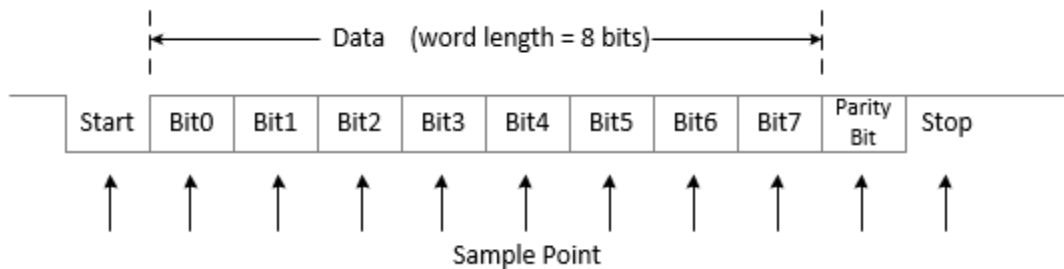 Data (word length = 8 bits)
Start Bit0 Bit1 Bit2 Bit3 Bit4 Bit5 Bit6 Bit7 Parity Bit Stop
Sample Point